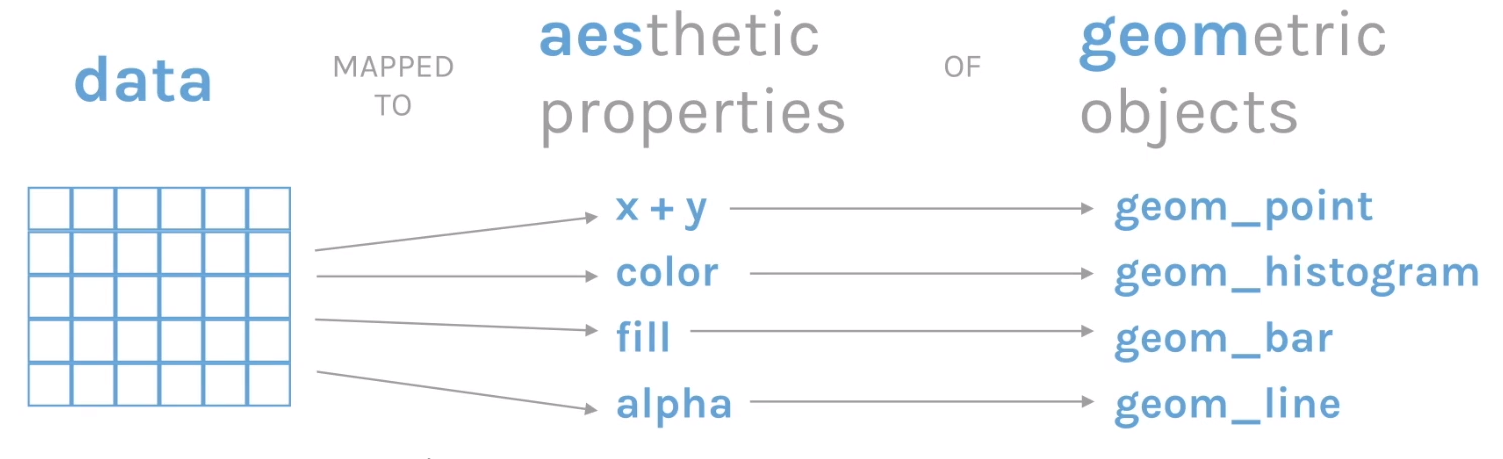 data
MAPPED
TO
aesthetic
properties
OF
geometric
objects
x + y
geom_point
color
geom_histogram
fill
geom_bar
alpha
geom_line